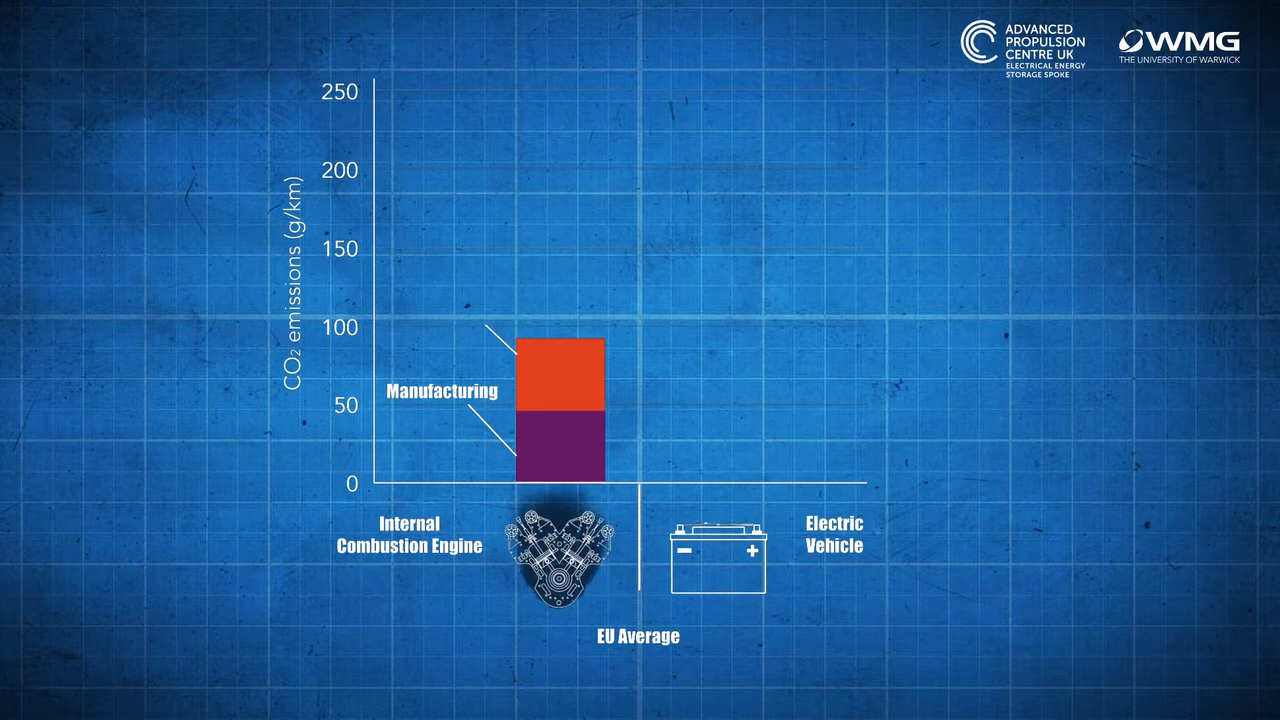 ADVANCED
PROPULSION
CENTRE UK
ELECTRICAL ENERGY
STORAGE SPOKE
WMG
THE UNIVERSITY OF WARWICK
CO₂ emissions (g/km)
250
200
150
100
50
0
Manufacturing
Internal
Combustion Engine
Electric
Vehicle
EU Average